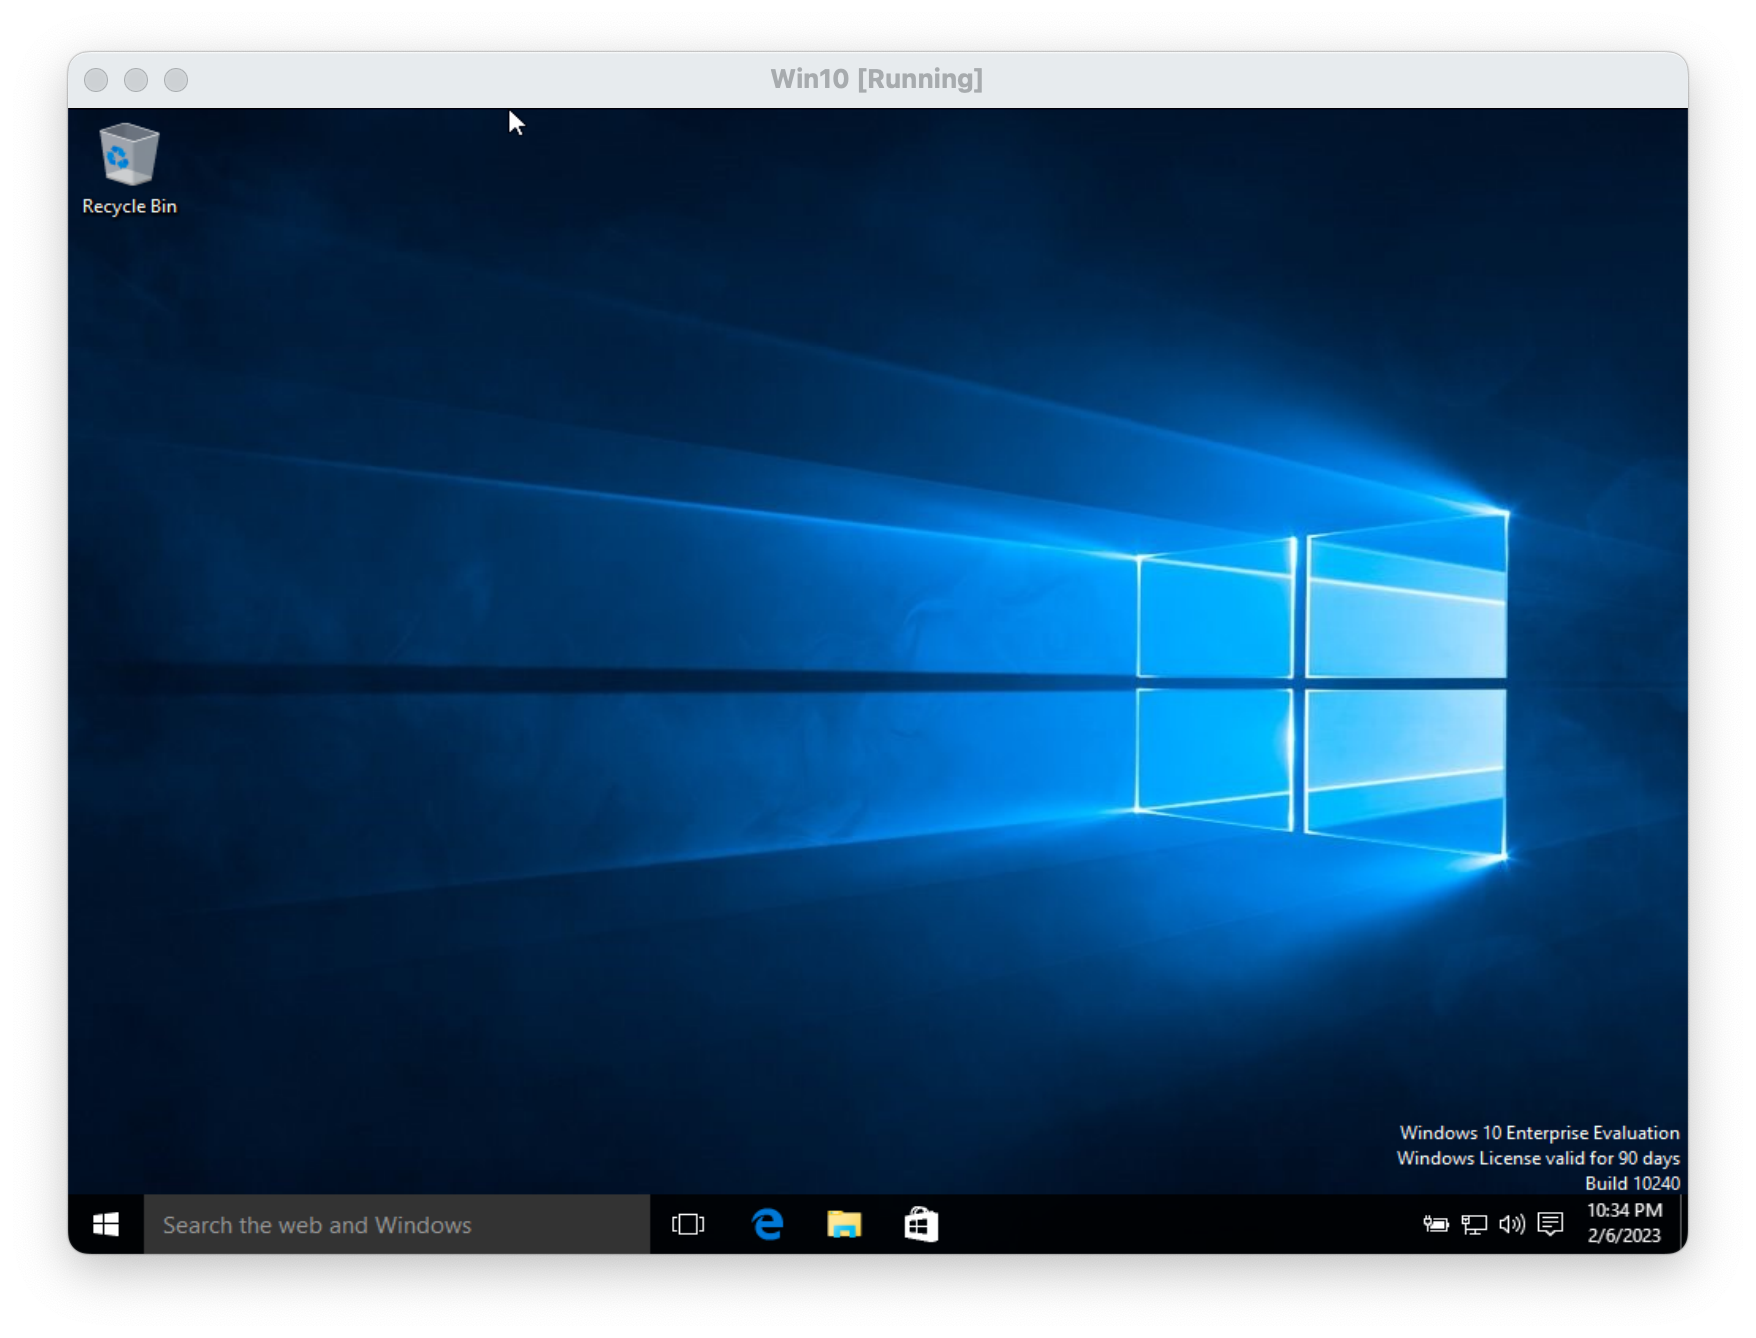 Win10 [Running]
Recycle Bin
Windows 10 Enterprise Evaluation
Windows License valid for 90 days
Build 10240
Search the web and Windows
10:34 PM
2/6/2023